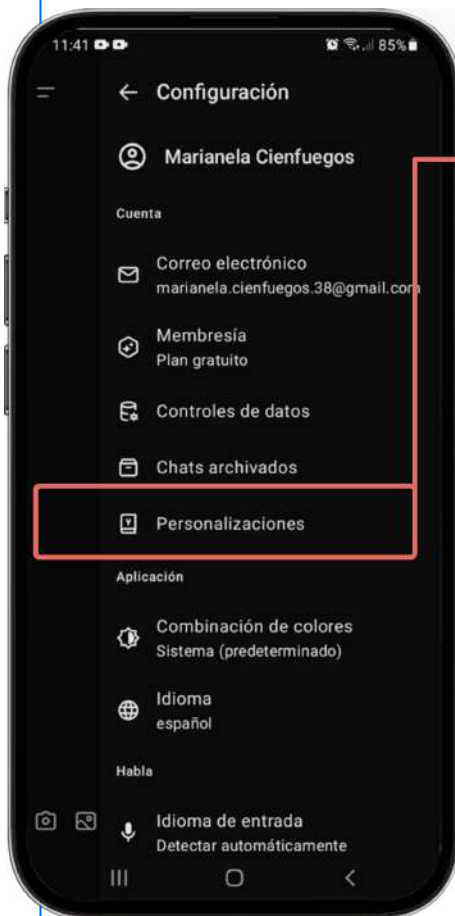 11:41 85%
Configuración
Marianela Cienfuegos
Cuenta
Correo electrónico
marianela.cienfuegos.38@gmail.com
Membresía
Plan gratuito
Controles de datos
Chats archivados
Personalizaciones
Aplicación
Combinación de colores
Sistema (predeterminado)
Idioma
español
Habla
Idioma de entrada
Detectar automáticamente